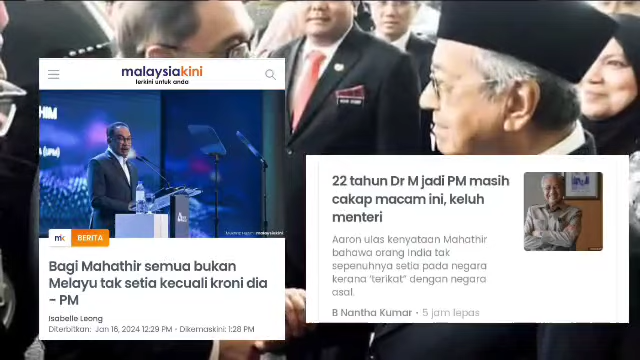 malaysiakini
terkini untuk anda
mk BERITA
Bagi Mahathir semua bukan
Melayu tak setia kecuali kroni dia
- PM
Isabelle Leong
Diterbitkan: Jan 16, 2024 12:29 PM · Dikemaskini: 1:28 PM
22 tahun Dr M jadi PM masih
cakap macam ini, keluh
menteri
Aaron ulas kenyataan Mahathir
bahawa orang India tak
sepenuhnya setia pada negara
kerana 'terikat" dengan negara
asal.
B Nantha Kumar · 5 jam lepas